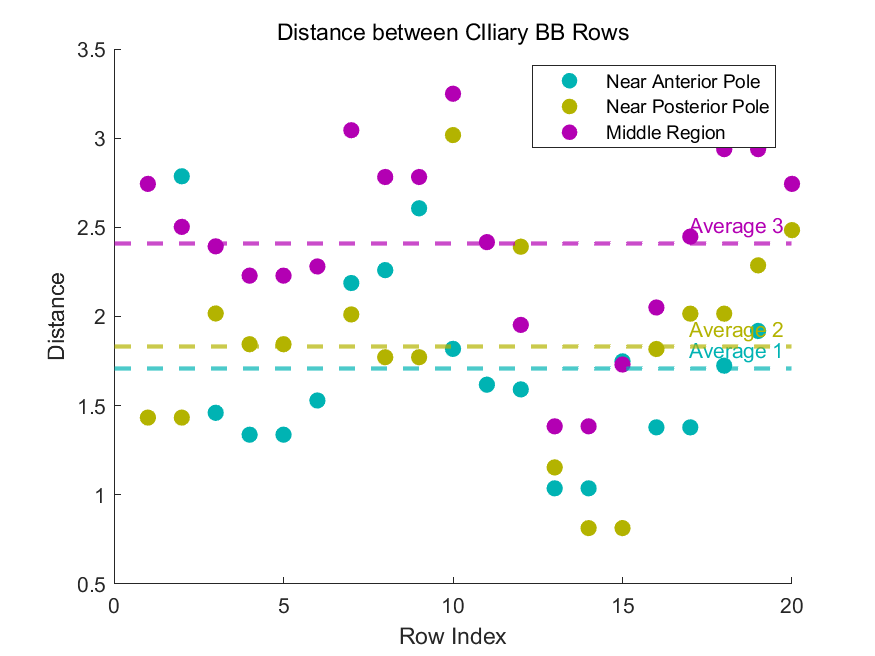 Distance between CIliary BB Rows
3.5
3
2.5
2
1.5
1
0.5
Distance
0
5
10
15
20
Row Index
Near Anterior Pole
Near Posterior Pole
Middle Region
Average 3
Average 2
Average 1